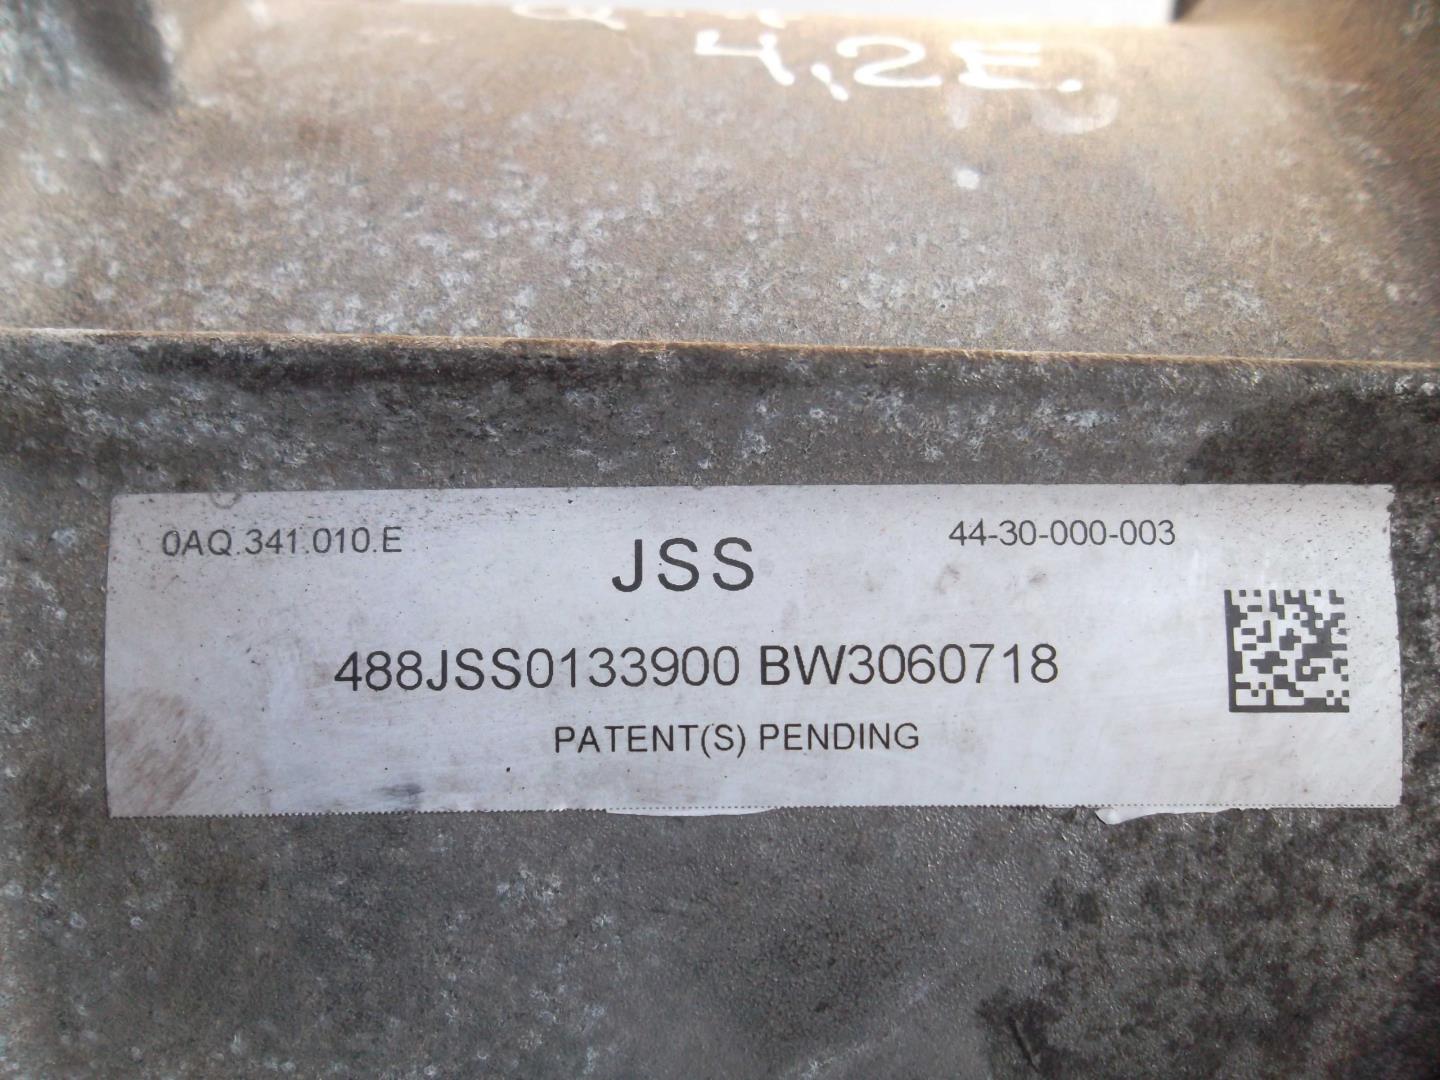 4,2E.
0AQ.341.010.E
JSS
44-30-000-003
488JSS0133900 BW3060718
PATENT(S) PENDING